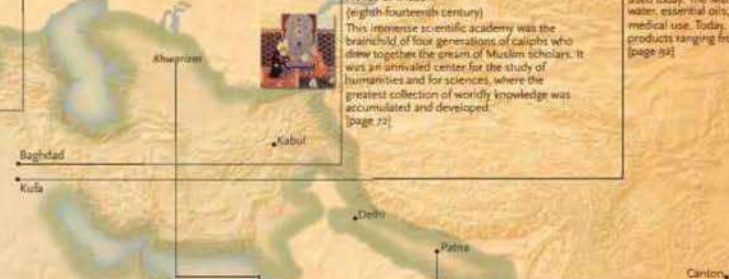 (eighth-fourteenth century)
This immense scientific academy was the
brainchild of four generations of caliphs who
drew together the cream of Muslim scholars. It
was an unrivaled center for the study of
humanities and for sciences, where the
greatest collection of worldly knowledge was
accumulated and developed.
[page 72]
water, essential oils,
medical use. Today,
products ranging
[page 92]
Khwarizm
Kabul
Baghdad
Kufa
Delhi
Patna
Canton